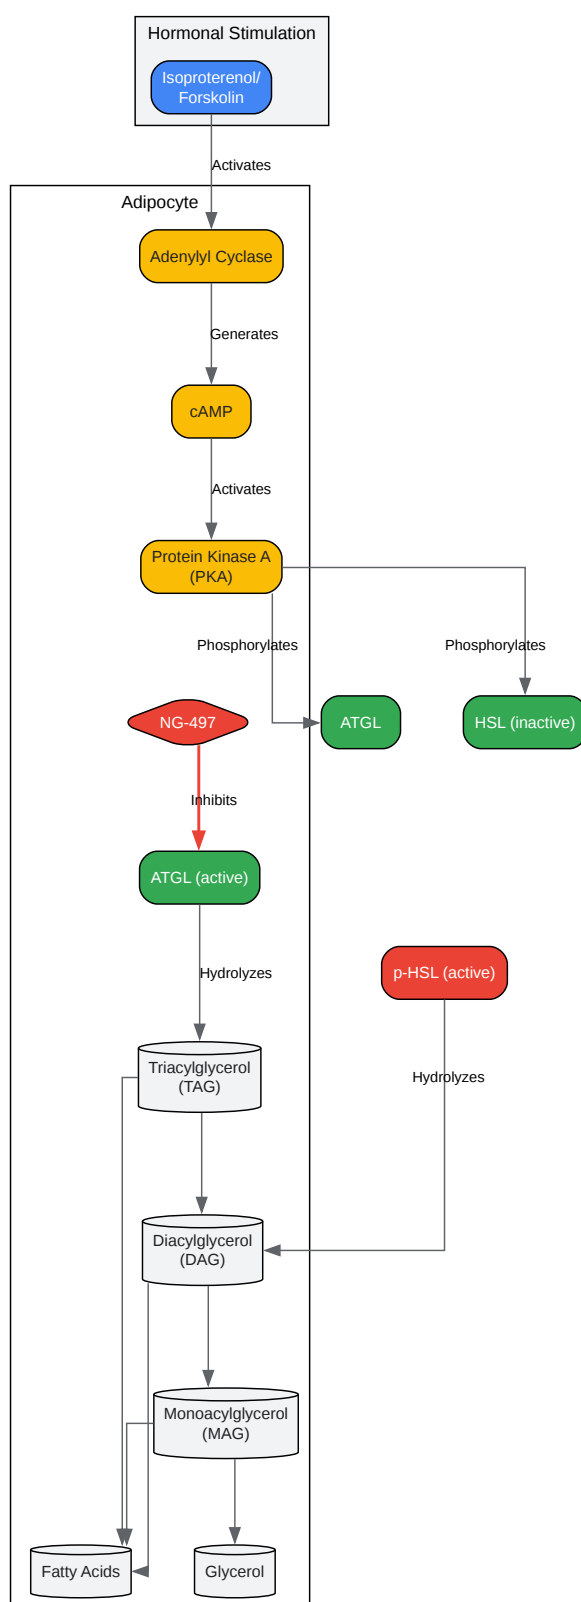 Hormonal Stimulation
Isoproterenol/
Forskolin
Activates
Adipocyte
Adenylyl Cyclase
Generates
cAMP
Activates
Protein Kinase A
(PKA)
Phosphorylates
Phosphorylates
NG-497
ATGL
HSL (inactive)
Inhibits
ATGL (active)
Hydrolyzes
p-HSL (active)
Triacylglycerol
(TAG)
Hydrolyzes
Diacylglycerol
(DAG)
Monoacylglycerol
(MAG)
Fatty Acids
Glycerol